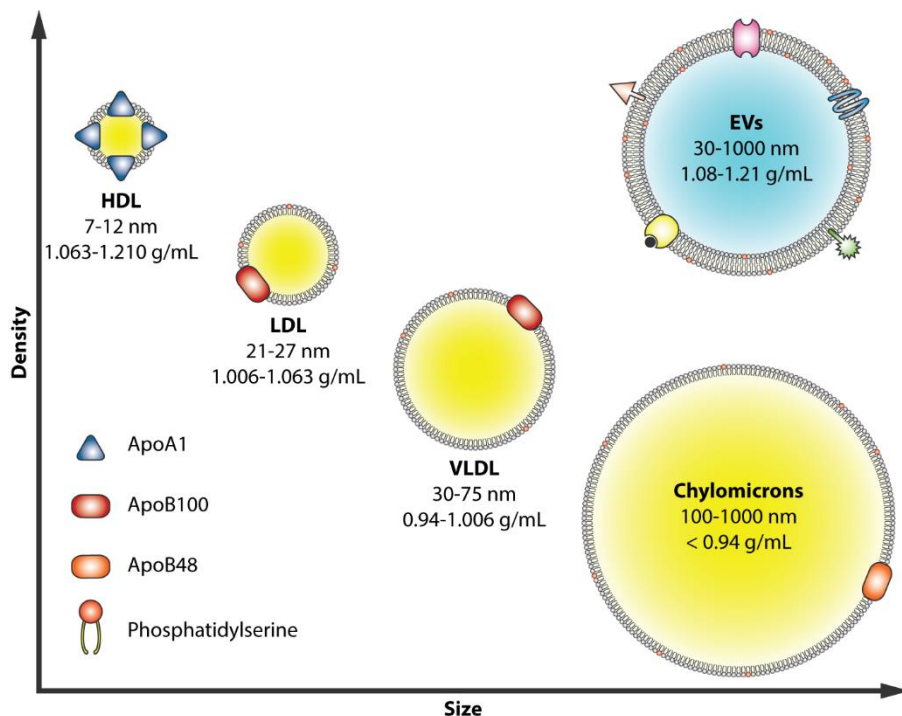 EVs
30-1000 nm
1.08-1.21 g/mL
HDL
7-12 nm
1.063-1.210 g/mL
LDL
21-27 nm
1.006-1.063 g/mL
VLDL
30-75 nm
0.94-1.006 g/mL
Chylomicrons
100-1000 nm
< 0.94 g/mL
ApoA1
ApoB100
ApoB48
Phosphatidylserine
Density
Size